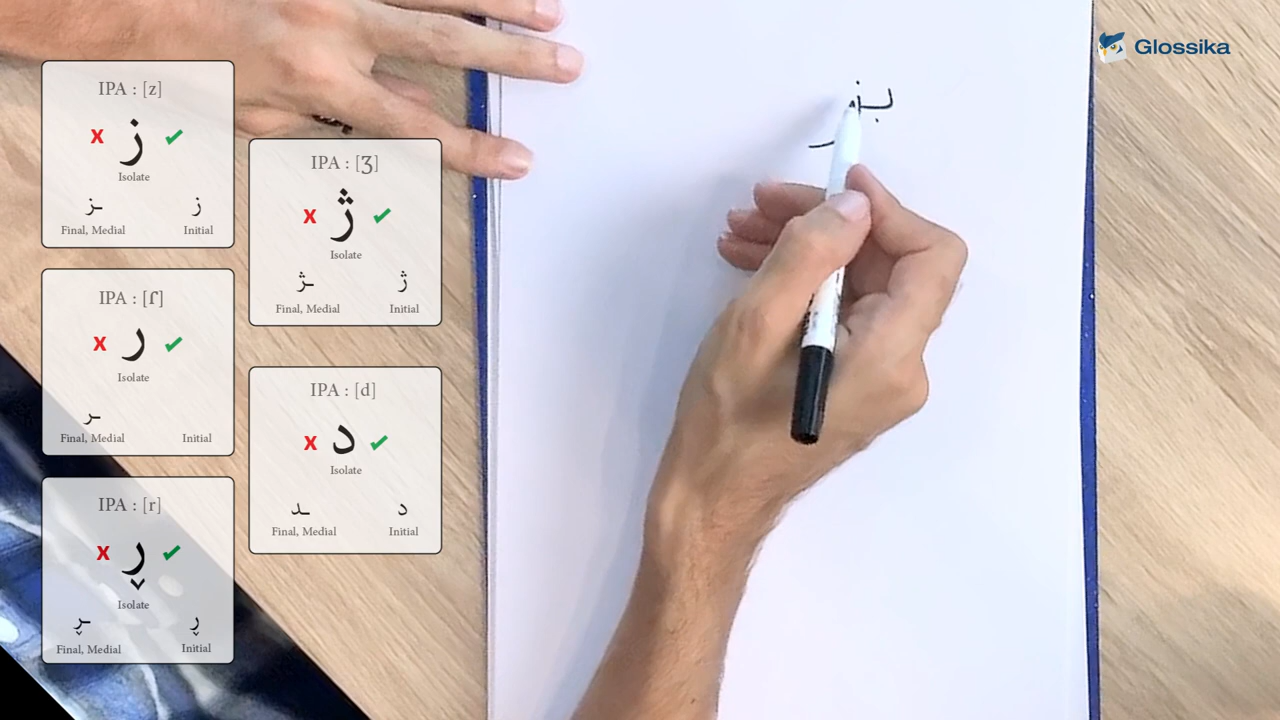 Glossika
IPA : [z]
X ز ✔
Isolate
ـز ز
Final, Medial Initial
IPA : [Ʒ]
X ژ ✔
Isolate
ـژ ژ
Final, Medial Initial
IPA : [ɾ]
X ر ✔
Isolate
ـر
Final, Medial Initial
IPA : [d]
X د ✔
Isolate
ـد د
Final, Medial Initial
IPA : [r]
X ڕ ✔
Isolate
ـڕ ڕ
Final, Medial Initial